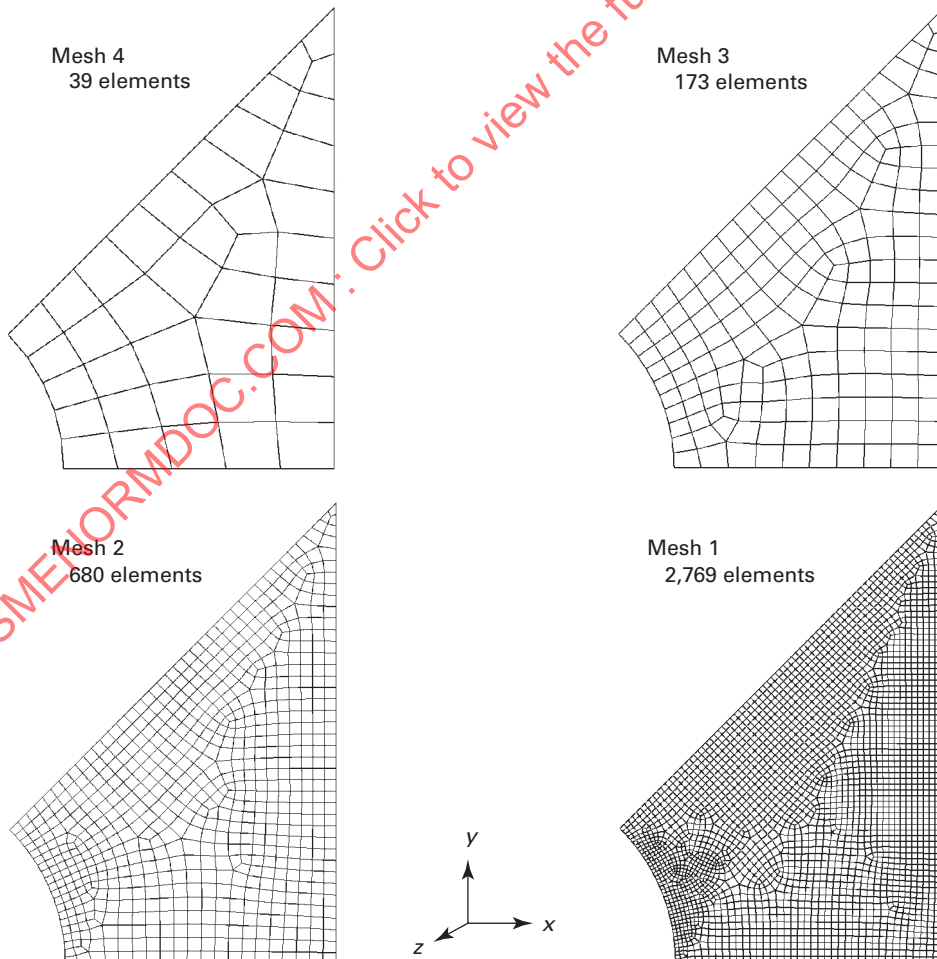 Mesh 4
39 elements
Mesh 3
173 elements
Mesh 2
680 elements
Mesh 1
2,769 elements
y
x
z
SMENORMDOC.COM : Click to view the fu